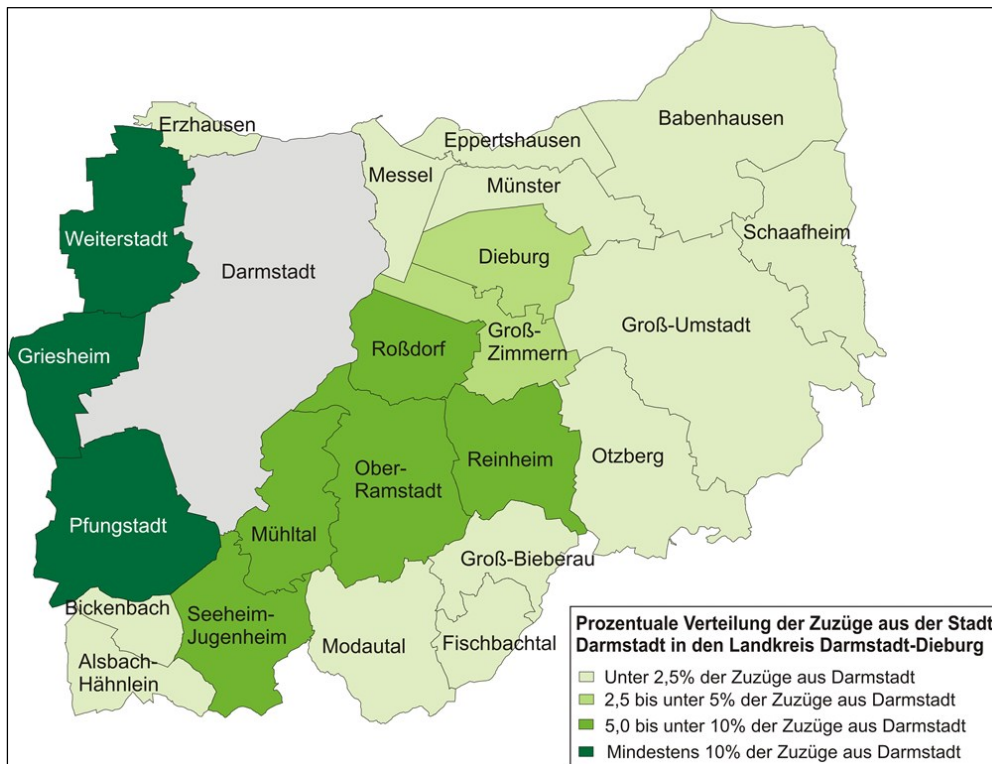 Erzhausen
Eppertshausen
Babenhausen
Messel
Münster
Weiterstadt
Schaafheim
Dieburg
Darmstadt
Groß-Umstadt
Groß-
Zimmern
Roßdorf
Griesheim
Otzberg
Reinheim
Ober-
Ramstadt
Pfungstadt
Mühltal
Groß-Bieberau
Bickenbach
Seeheim-
Jugenheim
Modautal
Fischbachtal
Alsbach-
Hähnlein
Prozentuale Verteilung der Zuzüge aus der Stadt
Darmstadt in den Landkreis Darmstadt-Dieburg
Unter 2,5% der Zuzüge aus Darmstadt
2,5 bis unter 5% der Zuzüge aus Darmstadt
5,0 bis unter 10% der Zuzüge aus Darmstadt
Mindestens 10% der Zuzüge aus Darmstadt